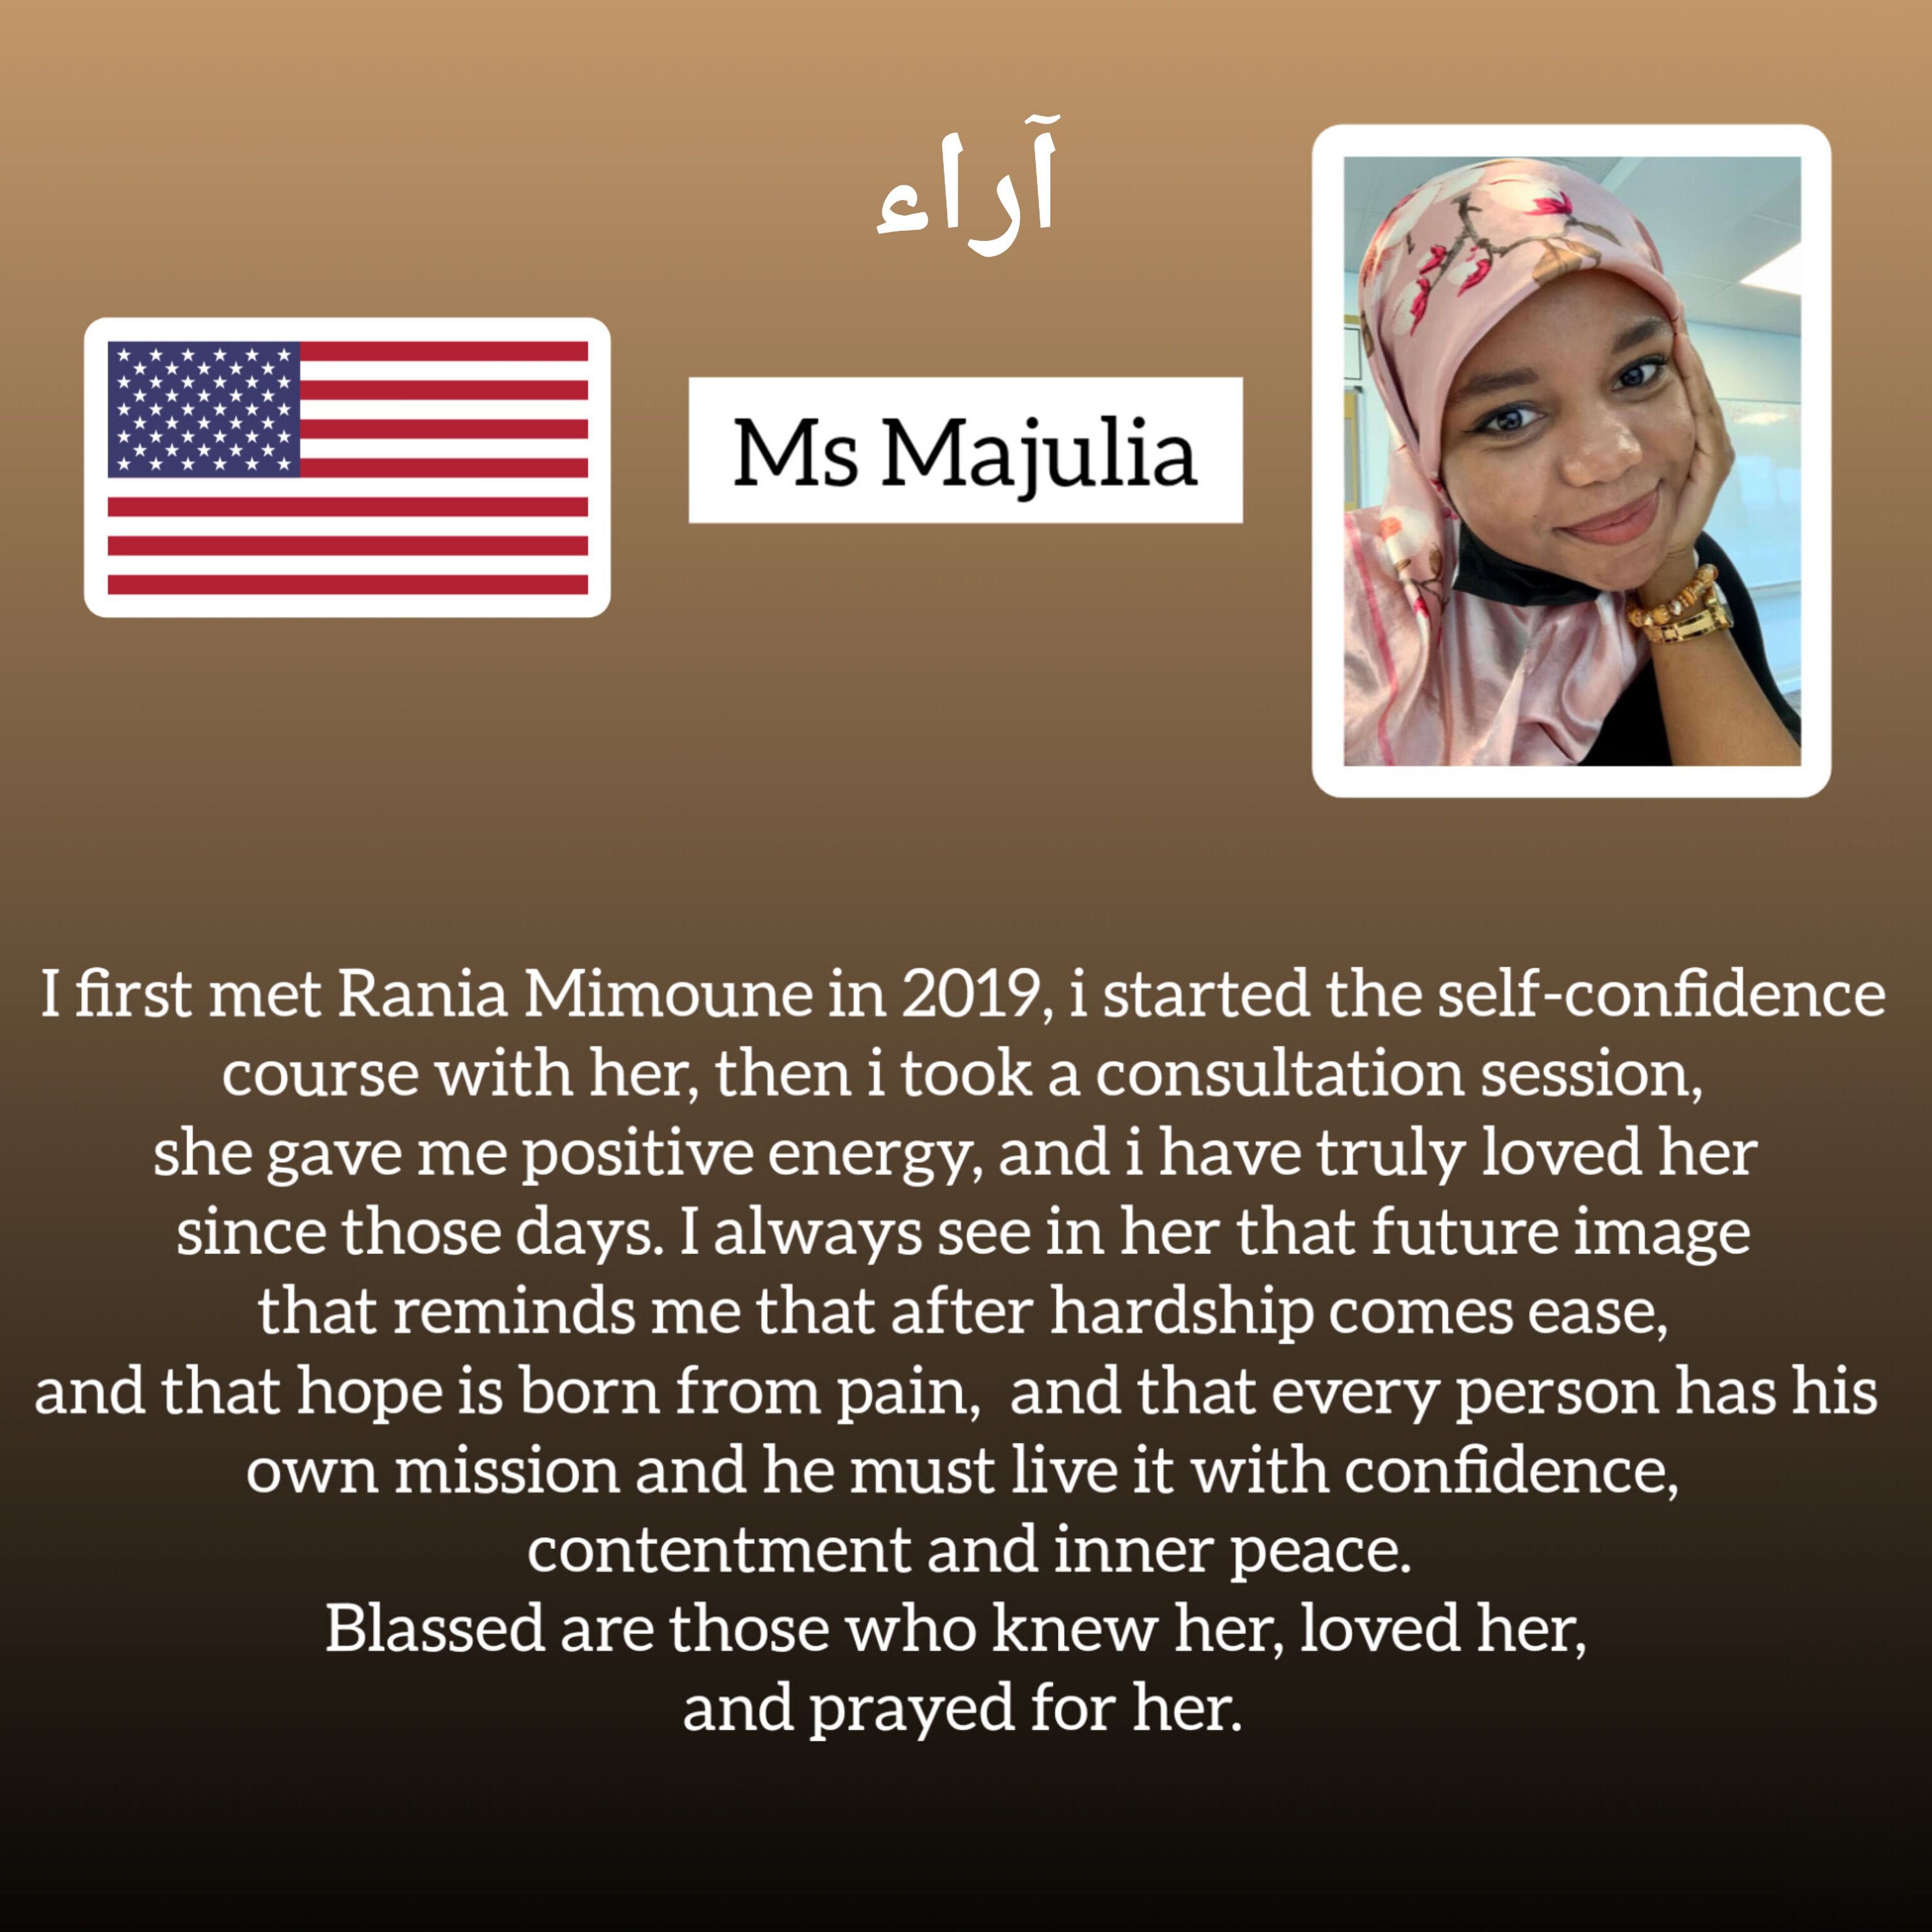 آراء
Ms Majulia
I first met Rania Mimoune in 2019, i started the self-confidence
course with her, then i took a consultation session,
she gave me positive energy, and i have truly loved her
since those days. I always see in her that future image
that reminds me that after hardship comes ease,
and that hope is born from pain,  and that every person has his
own mission and he must live it with confidence,
contentment and inner peace.
Blassed are those who knew her, loved her,
and prayed for her.